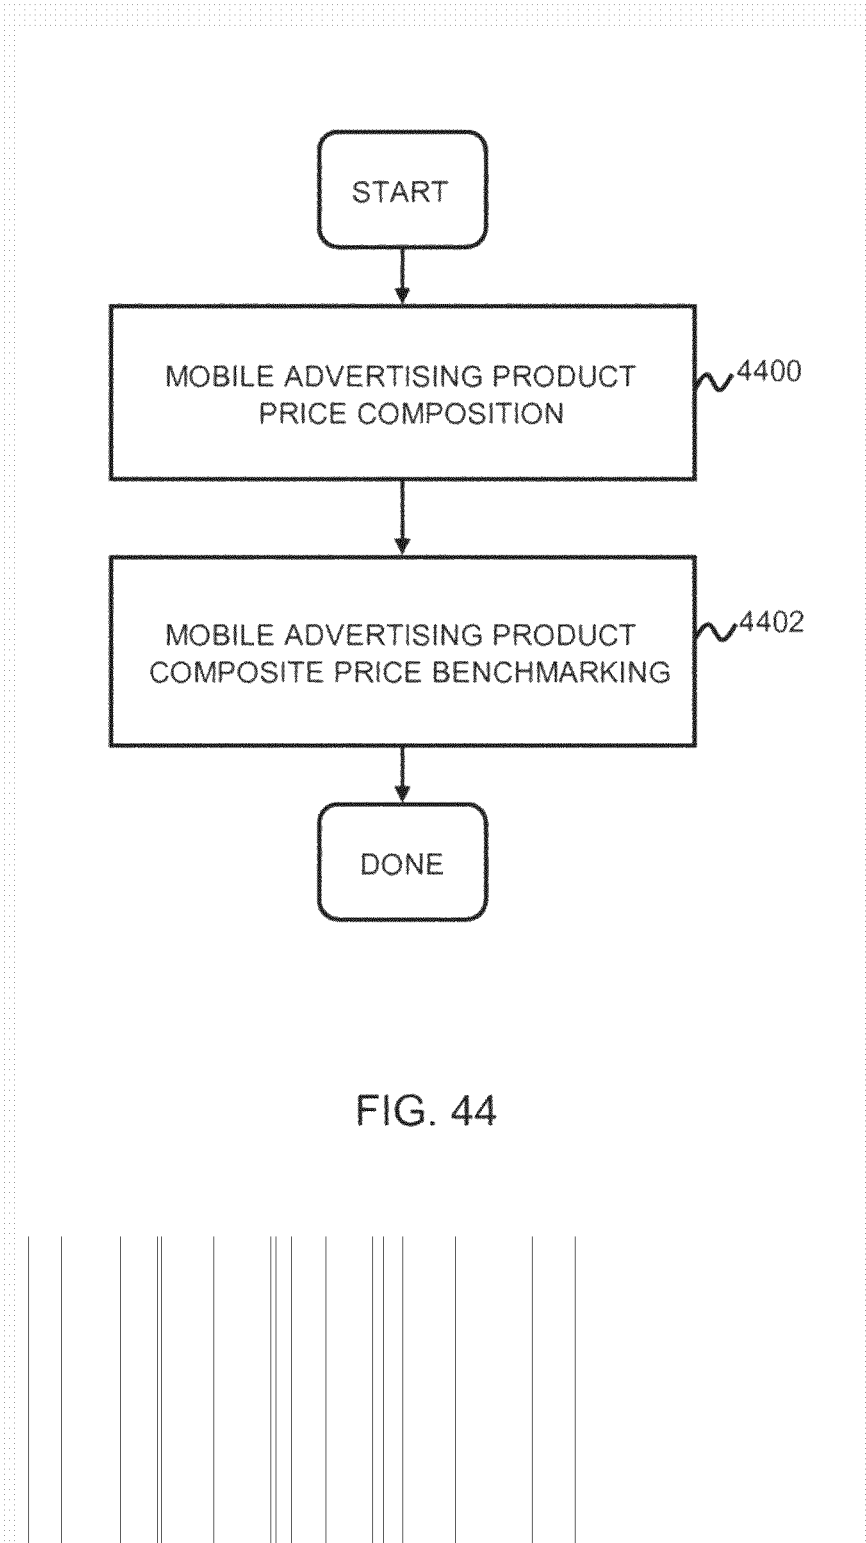 START
MOBILE ADVERTISING PRODUCT
PRICE COMPOSITION
4400
MOBILE ADVERTISING PRODUCT
COMPOSITE PRICE BENCHMARKING
4402
DONE
FIG. 44